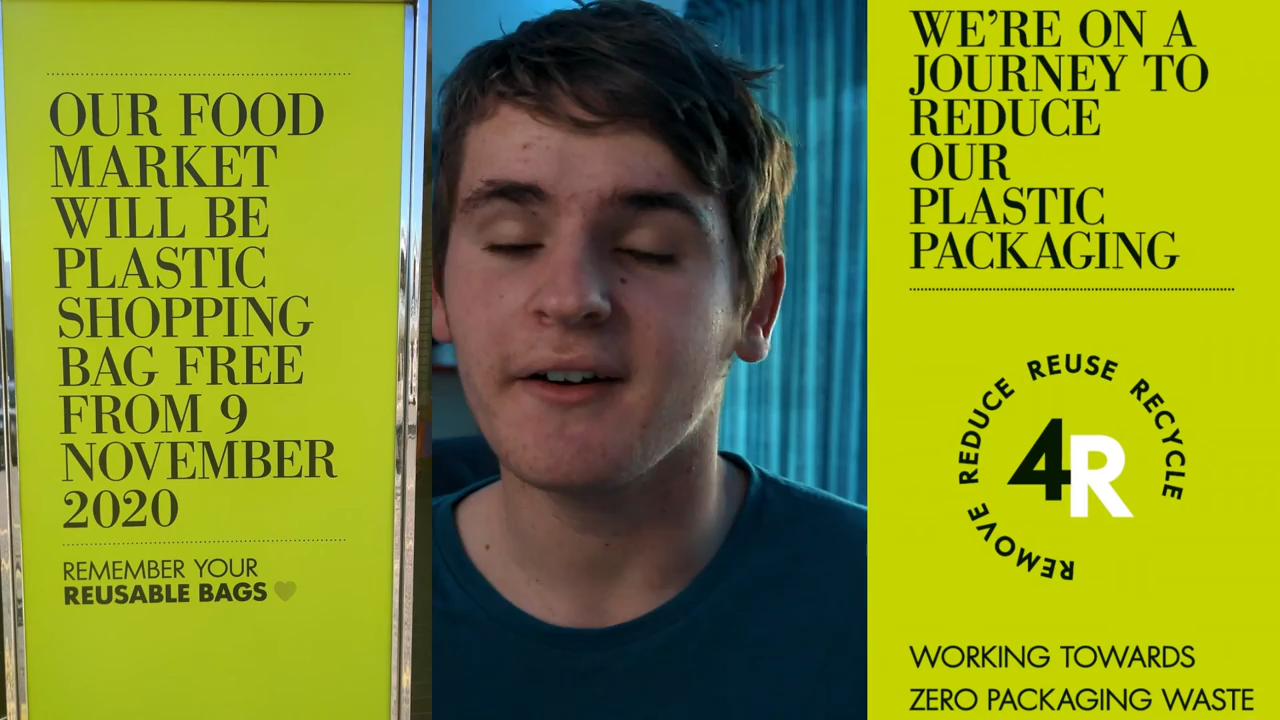 OUR FOOD
MARKET
WILL BE
PLASTIC
SHOPPING
BAG FREE
FROM 9
NOVEMBER
2020
REMEMBER YOUR
REUSABLE BAGS
WE'RE ON A
JOURNEY TO
REDUCE
OUR
PLASTIC
PACKAGING
REMOVE REDUCE REUSE RECYCLE
4R
WORKING TOWARDS
ZERO PACKAGING WASTE